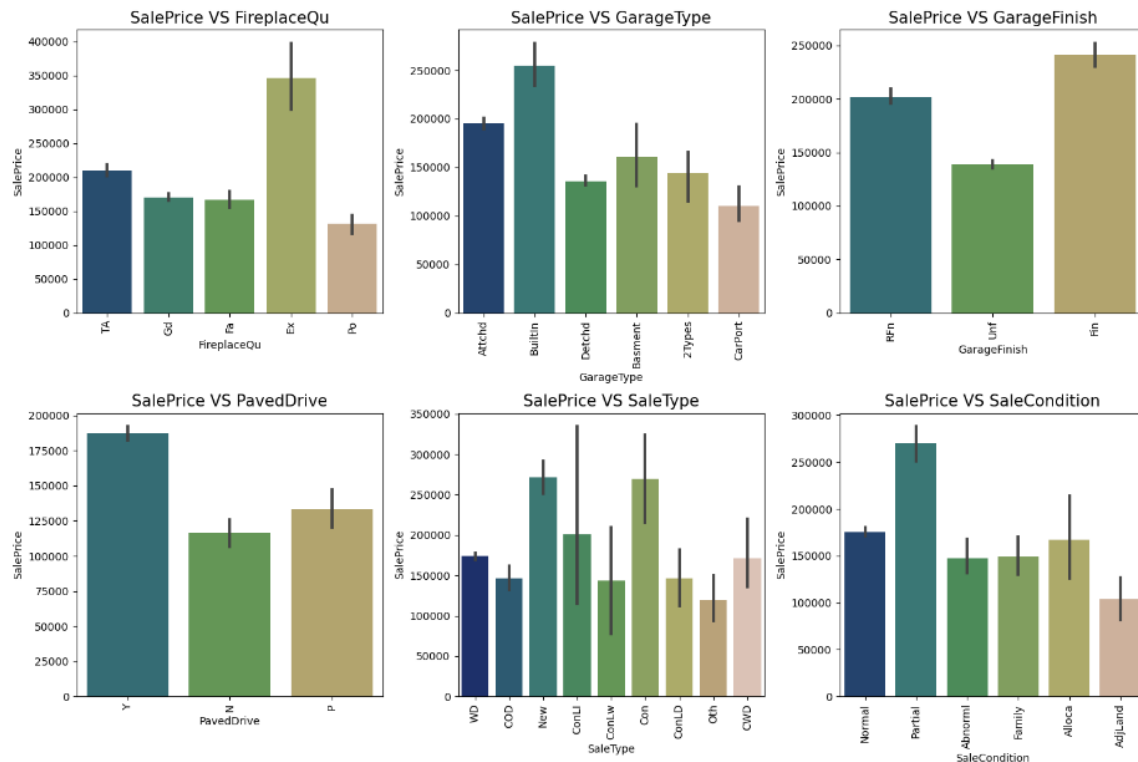 SalePrice VS FireplaceQu
400000
350000
300000
250000
200000
150000
100000
50000
0
SalePrice
TA
Gd
Fa
Ex
Po
FireplaceQu
SalePrice VS GarageType
250000
200000
150000
100000
50000
0
SalePrice
Attchd
BuiltIn
Detchd
Basment
2Types
CarPort
GarageType
SalePrice VS GarageFinish
250000
200000
150000
100000
50000
0
SalePrice
RFn
Unf
Fin
GarageFinish
SalePrice VS PavedDrive
200000
175000
150000
125000
100000
75000
50000
25000
0
SalePrice
Y
N
P
PavedDrive
SalePrice VS SaleType
350000
300000
250000
200000
150000
100000
50000
0
SalePrice
WD
COD
New
ConLI
ConLw
Con
ConLD
Oth
CWD
SaleType
SalePrice VS SaleCondition
300000
250000
200000
150000
100000
50000
0
SalePrice
Normal
Partial
Abnorml
Family
Alloca
AdjLand
SaleCondition